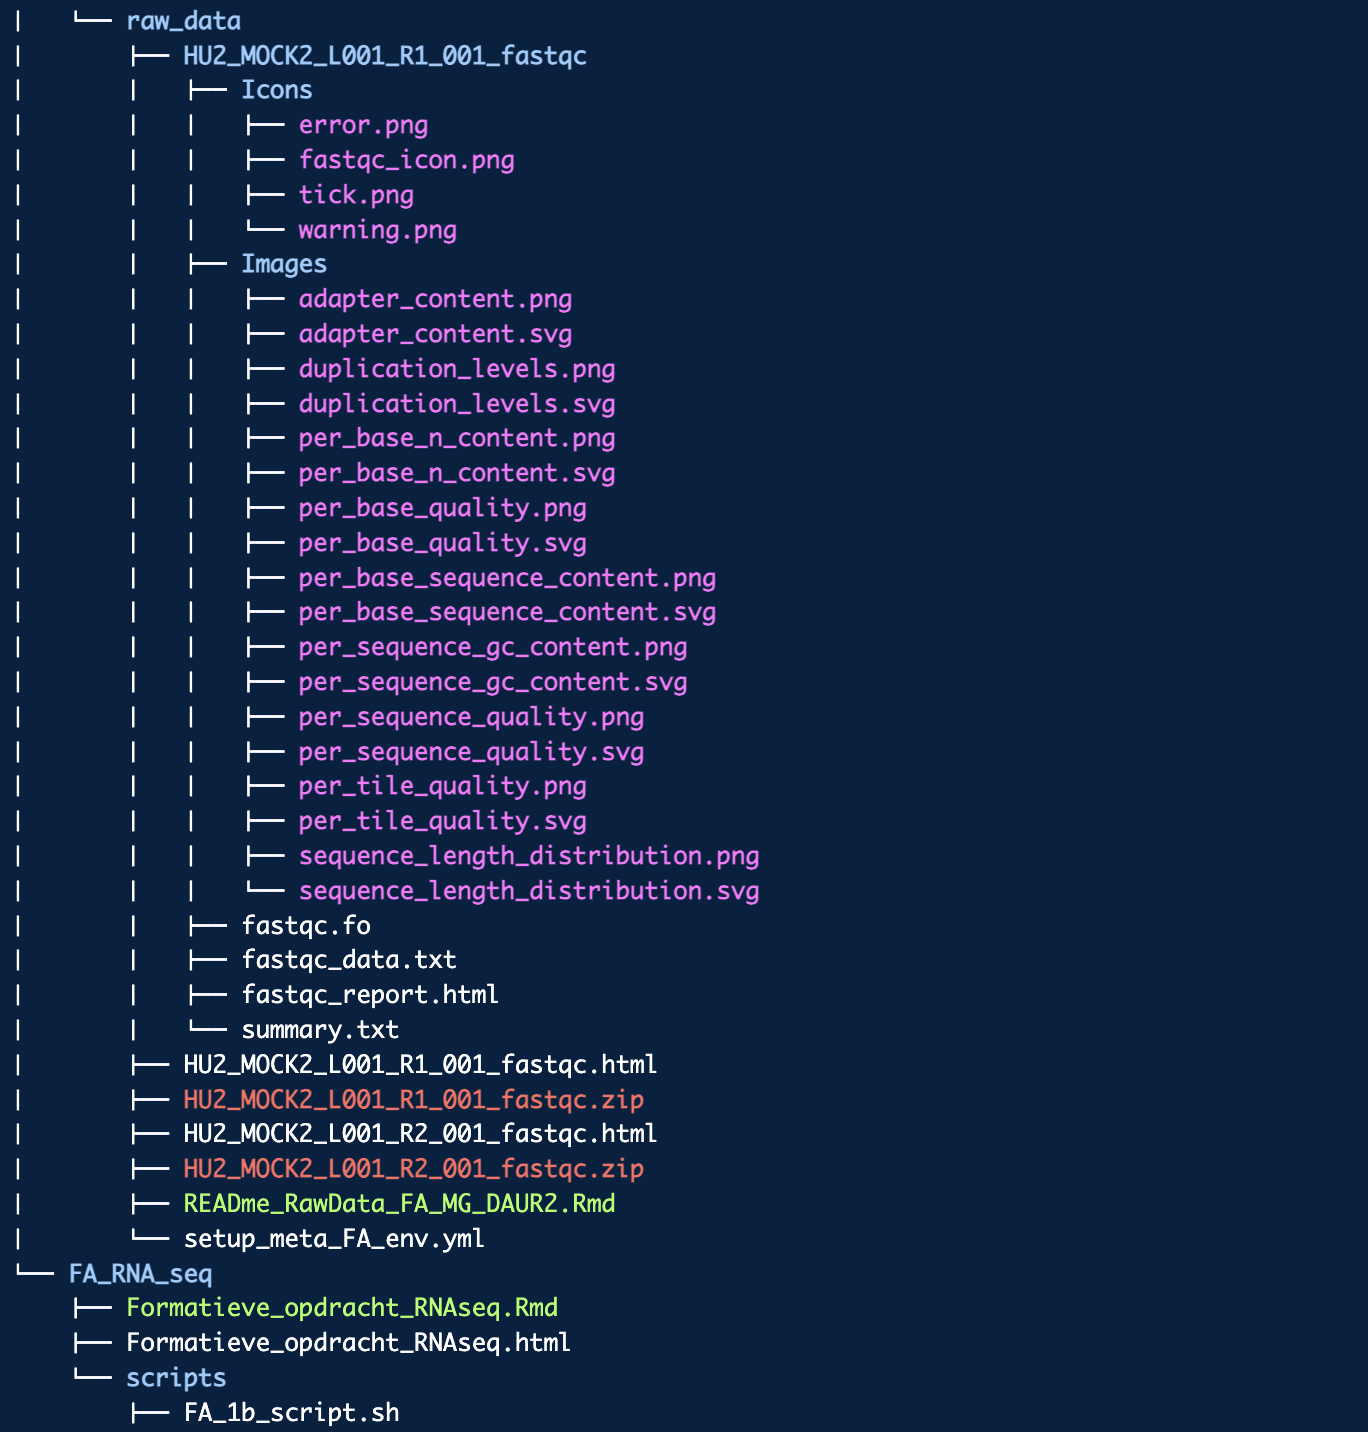 │   └── raw_data
│       ├── HU2_MOCK2_L001_R1_001_fastqc
│       │   ├── Icons
│       │   │   ├── error.png
│       │   │   ├── fastqc_icon.png
│       │   │   ├── tick.png
│       │   │   └── warning.png
│       │   ├── Images
│       │   │   ├── adapter_content.png
│       │   │   ├── adapter_content.svg
│       │   │   ├── duplication_levels.png
│       │   │   ├── duplication_levels.svg
│       │   │   ├── per_base_n_content.png
│       │   │   ├── per_base_n_content.svg
│       │   │   ├── per_base_quality.png
│       │   │   ├── per_base_quality.svg
│       │   │   ├── per_base_sequence_content.png
│       │   │   ├── per_base_sequence_content.svg
│       │   │   ├── per_sequence_gc_content.png
│       │   │   ├── per_sequence_gc_content.svg
│       │   │   ├── per_sequence_quality.png
│       │   │   ├── per_sequence_quality.svg
│       │   │   ├── per_tile_quality.png
│       │   │   ├── per_tile_quality.svg
│       │   │   ├── sequence_length_distribution.png
│       │   │   └── sequence_length_distribution.svg
│       │   ├── fastqc.fo
│       │   ├── fastqc_data.txt
│       │   ├── fastqc_report.html
│       │   └── summary.txt
│       ├── HU2_MOCK2_L001_R1_001_fastqc.html
│       ├── HU2_MOCK2_L001_R1_001_fastqc.zip
│       ├── HU2_MOCK2_L001_R2_001_fastqc.html
│       ├── HU2_MOCK2_L001_R2_001_fastqc.zip
│       ├── READme_RawData_FA_MG_DAUR2.Rmd
│       └── setup_meta_FA_env.yml
└── FA_RNA_seq
    ├── Formatieve_opdracht_RNAseq.Rmd
    ├── Formatieve_opdracht_RNAseq.html
    └── scripts
        ├── FA_1b_script.sh